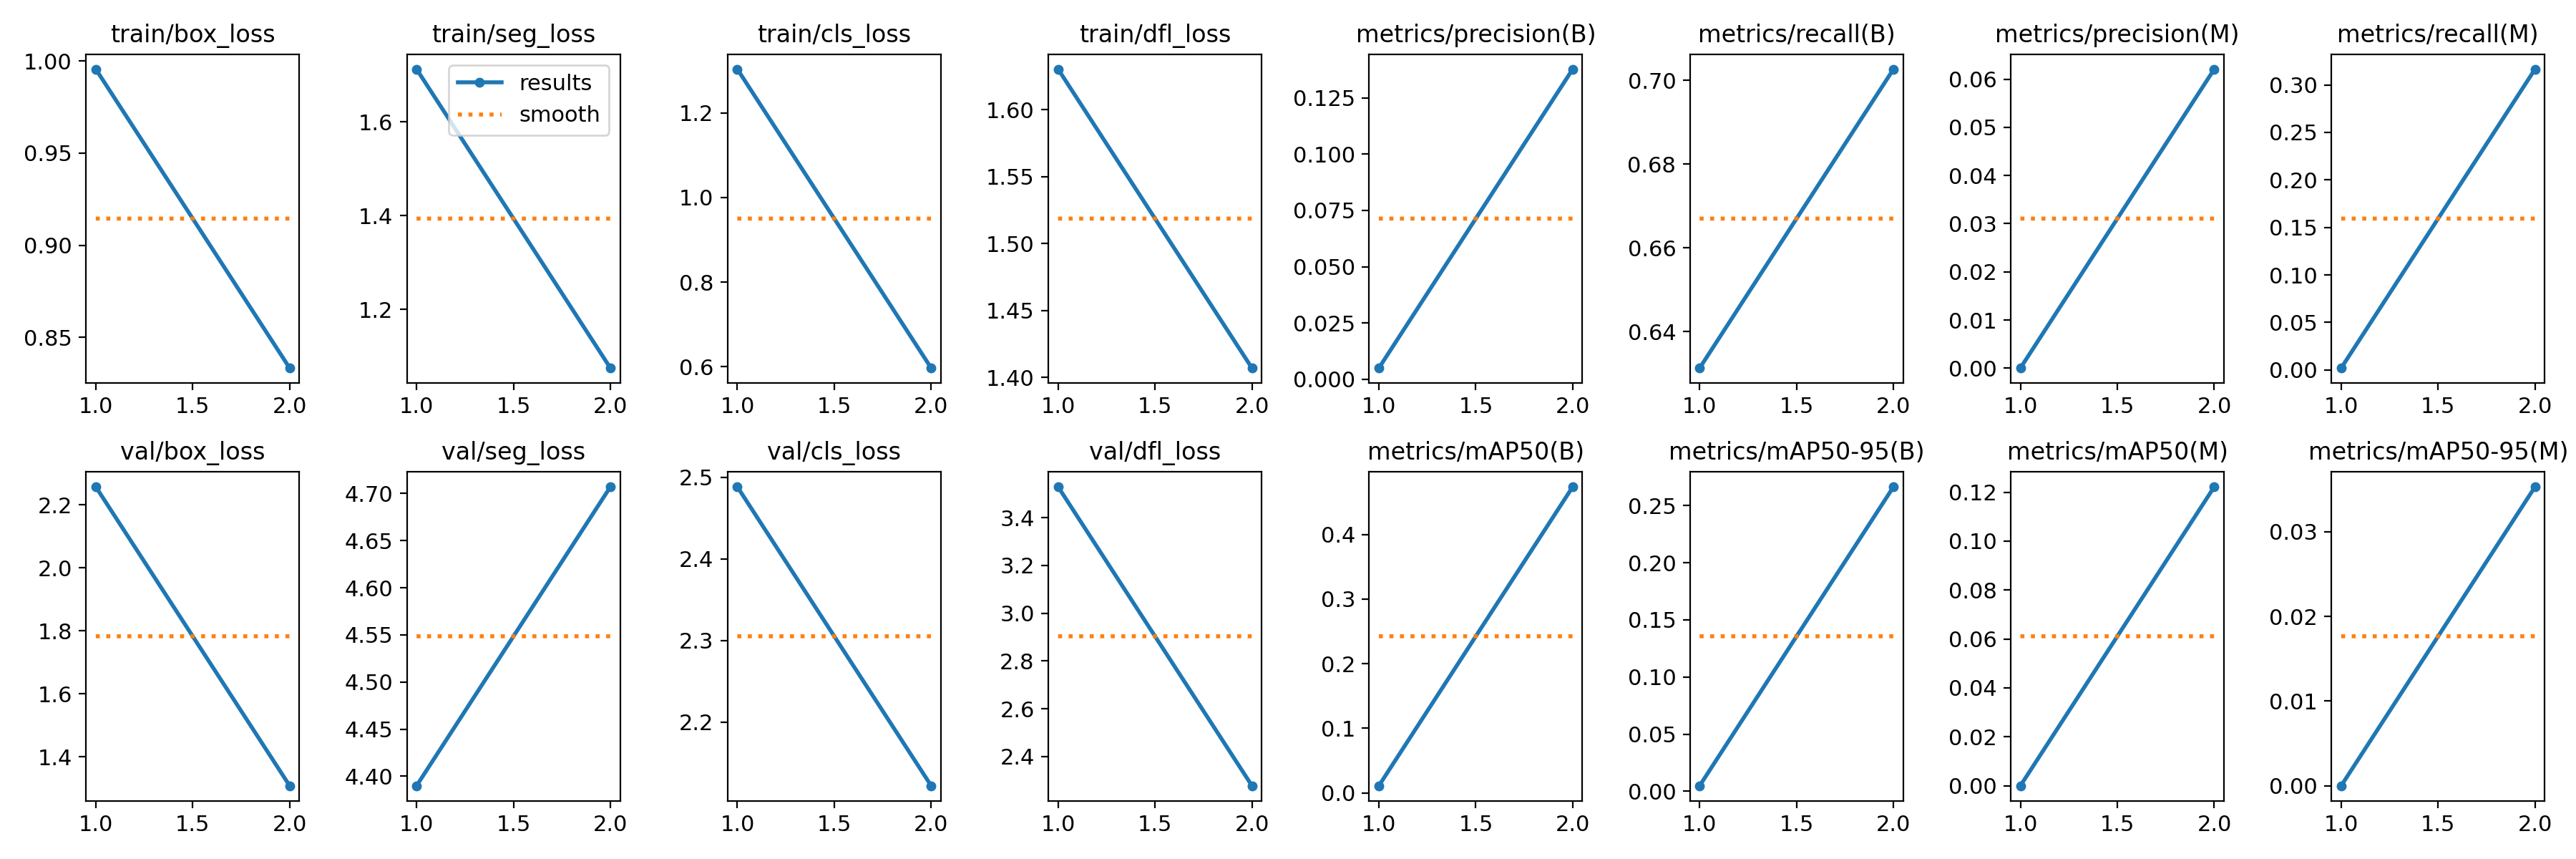 train/box_loss
1.00
0.95
0.90
0.85
1.0 1.5 2.0
train/seg_loss
results
smooth
1.6
1.4
1.2
1.0 1.5 2.0
train/cls_loss
1.2
1.0
0.8
0.6
1.0 1.5 2.0
train/dfl_loss
1.60
1.55
1.50
1.45
1.40
1.0 1.5 2.0
metrics/precision(B)
0.125
0.100
0.075
0.050
0.025
0.000
1.0 1.5 2.0
metrics/recall(B)
0.70
0.68
0.66
0.64
1.0 1.5 2.0
metrics/precision(M)
0.06
0.05
0.04
0.03
0.02
0.01
0.00
1.0 1.5 2.0
metrics/recall(M)
0.30
0.25
0.20
0.15
0.10
0.05
0.00
1.0 1.5 2.0
val/box_loss
2.2
2.0
1.8
1.6
1.4
1.0 1.5 2.0
val/seg_loss
4.70
4.65
4.60
4.55
4.50
4.45
4.40
1.0 1.5 2.0
val/cls_loss
2.5
2.4
2.3
2.2
1.0 1.5 2.0
val/dfl_loss
3.4
3.2
3.0
2.8
2.6
2.4
1.0 1.5 2.0
metrics/mAP50(B)
0.4
0.3
0.2
0.1
0.0
1.0 1.5 2.0
metrics/mAP50-95(B)
0.25
0.20
0.15
0.10
0.05
0.00
1.0 1.5 2.0
metrics/mAP50(M)
0.12
0.10
0.08
0.06
0.04
0.02
0.00
1.0 1.5 2.0
metrics/mAP50-95(M)
0.03
0.02
0.01
0.00
1.0 1.5 2.0